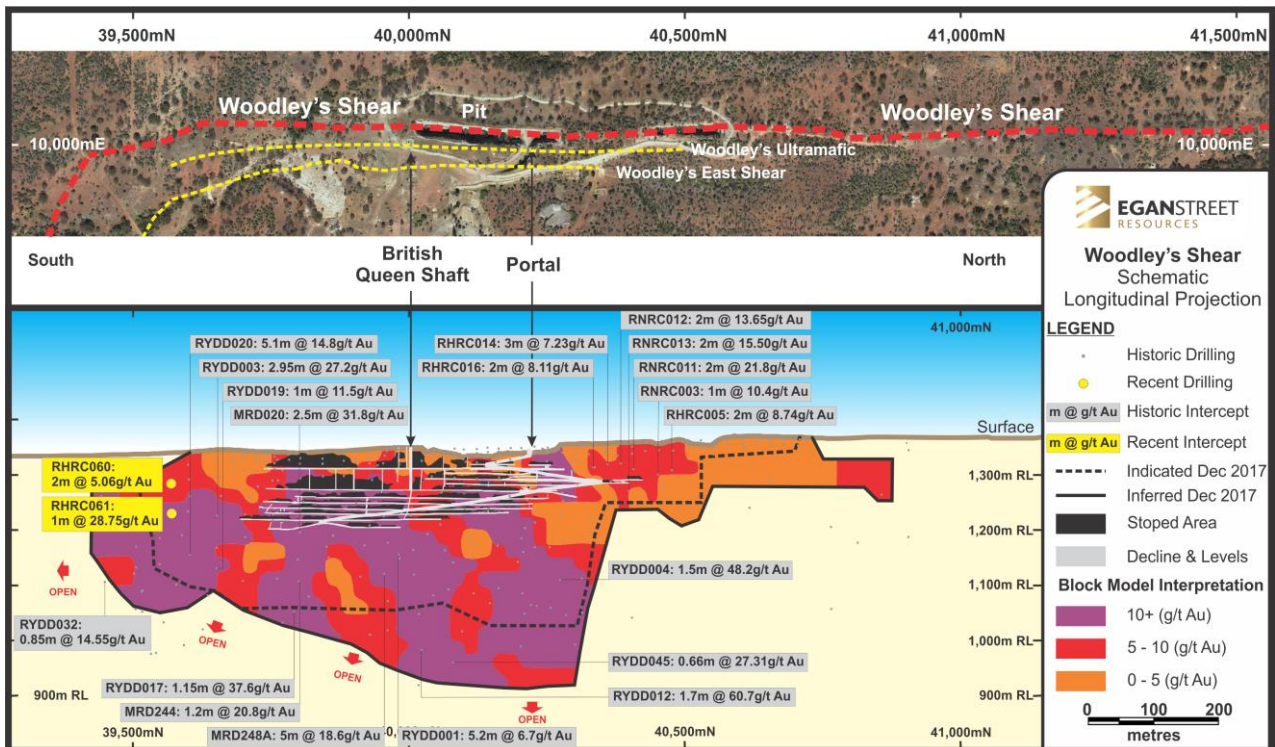 39,500mN
40,000mN
40,500mN
41,000mN
41,500mN
Woodley's Shear
Pit
Woodley's Shear
10,000mE
10,000mE
Woodley's Ultramafic
Woodley's East Shear
South
British
Queen Shaft
Portal
North
EGANSTREET
RESOURCES
Woodley's Shear
Schematic
Longitudinal Projection
LEGEND
Historic Drilling
Recent Drilling
m @ g/t Au
Historic Intercept
m @ g/t Au
Recent Intercept
Indicated Dec 2017
Inferred Dec 2017
Stoped Area
Decline & Levels
Block Model Interpretation
10+ (g/t Au)
5 - 10 (g/t Au)
0 - 5 (g/t Au)
0 100 200
metres
41,000mN
RNRC012: 2m @ 13.65g/t Au
RYDD020: 5.1m @ 14.8g/t Au
RHRC014: 3m @ 7.23g/t Au
RNRC013: 2m @ 15.50g/t Au
RYDD003: 2.95m @ 27.2g/t Au
RHRC016: 2m @ 8.11g/t Au
RNRC011: 2m @ 21.8g/t Au
RYDD019: 1m @ 11.5g/t Au
RNRC003: 1m @ 10.4g/t Au
MRD020: 2.5m @ 31.8g/t Au
RHRC005: 2m @ 8.74g/t Au
Surface
RHRC060:
2m @ 5.06g/t Au
1,300m RL
RHRC061:
1m @ 28.75g/t Au
1,200m RL
OPEN
RYDD004: 1.5m @ 48.2g/t Au
1,100m RL
RYDD032:
0.85m @ 14.55g/t Au
OPEN
1,000m RL
OPEN
RYDD045: 0.66m @ 27.31g/t Au
900m RL
RYDD017: 1.15m @ 37.6g/t Au
RYDD012: 1.7m @ 60.7g/t Au
900m RL
MRD244: 1.2m @ 20.8g/t Au
OPEN
39,500mN
MRD248A: 5m @ 18.6g/t Au
RYDD001: 5.2m @ 6.7g/t Au
40,500mN
41,000mN